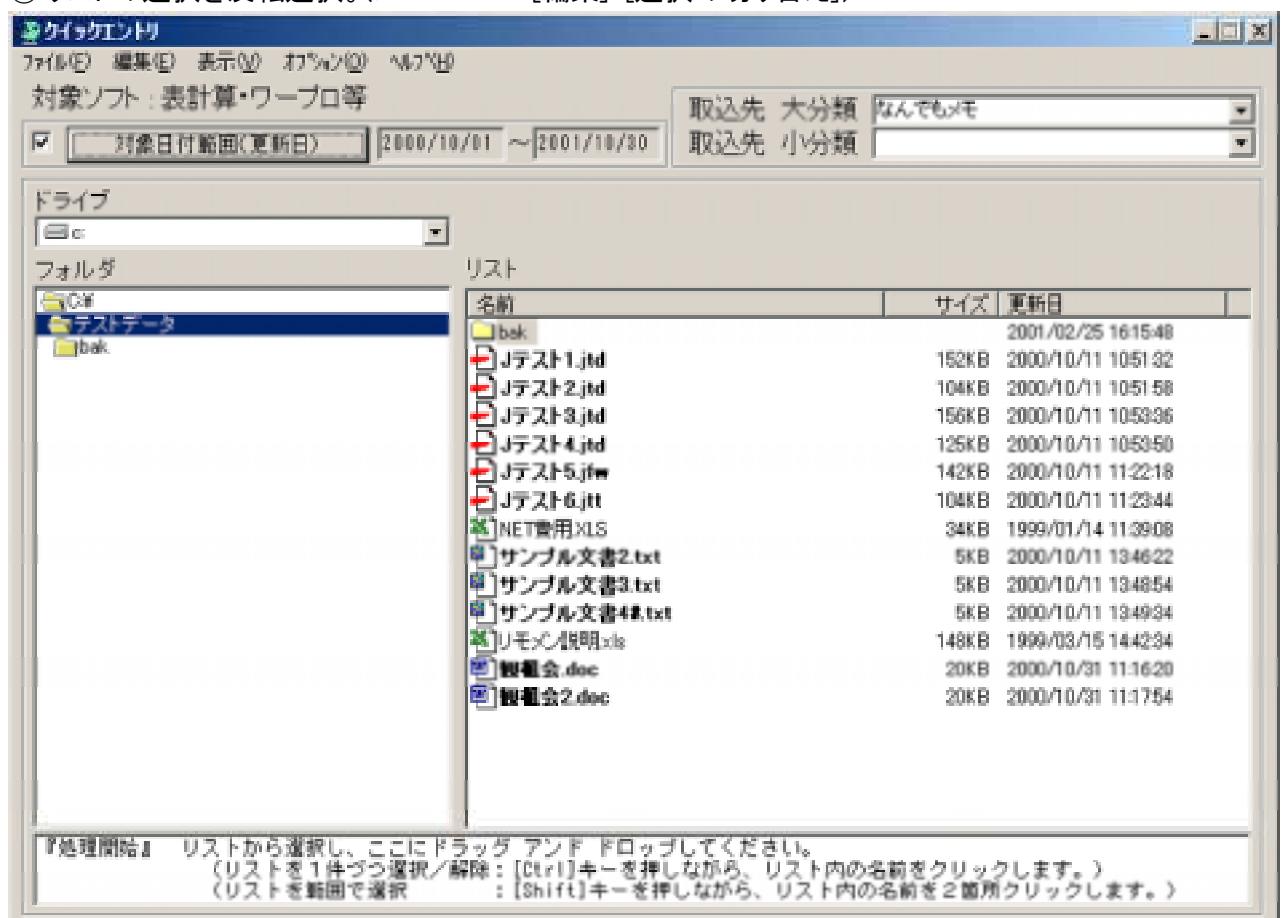 クイックエントリ
ファイル(F) 編集(E) 表示(V) オプション(O) ヘルプ(H)
対象ソフト：表計算・ワープロ等
取込先 大分類 なんでもメモ
対象日付範囲(更新日) 2000/10/01 ～ 2001/10/30 取込先 小分類
ドライブ
c:
フォルダ リスト
C:¥
テストデータ
bak
名前 サイズ 更新日
bak 2001/02/25 16:15:48
Jテスト1.jtd 152KB 2000/10/11 10:51:32
Jテスト2.jtd 104KB 2000/10/11 10:51:58
Jテスト3.jtd 156KB 2000/10/11 10:53:36
Jテスト4.jtd 125KB 2000/10/11 10:53:50
Jテスト5.jfw 142KB 2000/10/11 11:22:18
Jテスト6.jtt 104KB 2000/10/11 11:23:44
NET費用.XLS 34KB 1999/01/14 11:39:08
サンプル文書2.txt 5KB 2000/10/11 13:46:22
サンプル文書3.txt 5KB 2000/10/11 13:48:54
サンプル文書4#.txt 5KB 2000/10/11 13:49:34
リモメン説明.xls 148KB 1999/03/15 14:42:34
観楓会.doc 20KB 2000/10/31 11:16:20
観楓会2.doc 20KB 2000/10/31 11:17:54
『処理開始』 リストから選択し、ここにドラッグ アンド ドロップしてください。
（リストを１件づつ選択／解除：[Ctrl]キーを押しながら、リスト内の名前をクリックします。）
（リストを範囲で選択 ：[Shift]キーを押しながら、リスト内の名前を２箇所クリックします。）